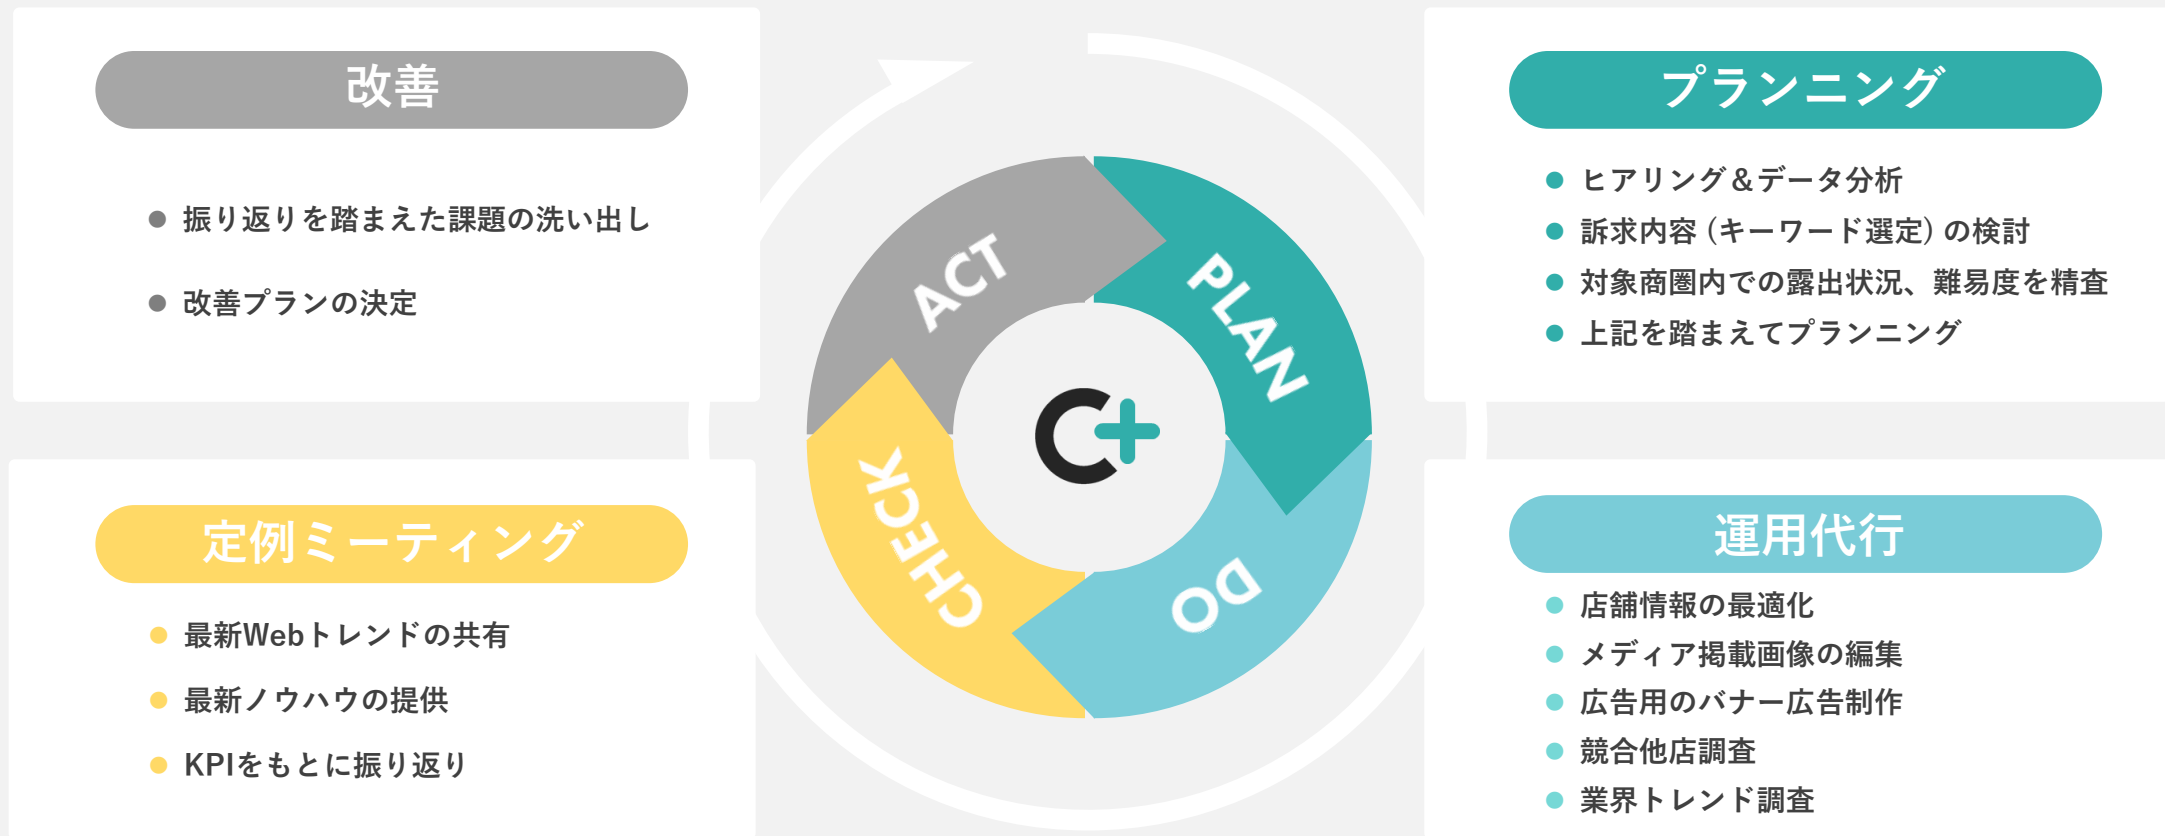 改善
振り返りを踏まえた課題の洗い出し
改善プランの決定
プランニング
ヒアリング＆データ分析
訴求内容 (キーワード選定) の検討
対象商圏内での露出状況、難易度を精査
上記を踏まえてプランニング
ACT
PLAN
CHECK
DO
C+
定例ミーティング
最新Webトレンドの共有
最新ノウハウの提供
KPIをもとに振り返り
運用代行
店舗情報の最適化
メディア掲載画像の編集
広告用のバナー広告制作
競合他店調査
業界トレンド調査